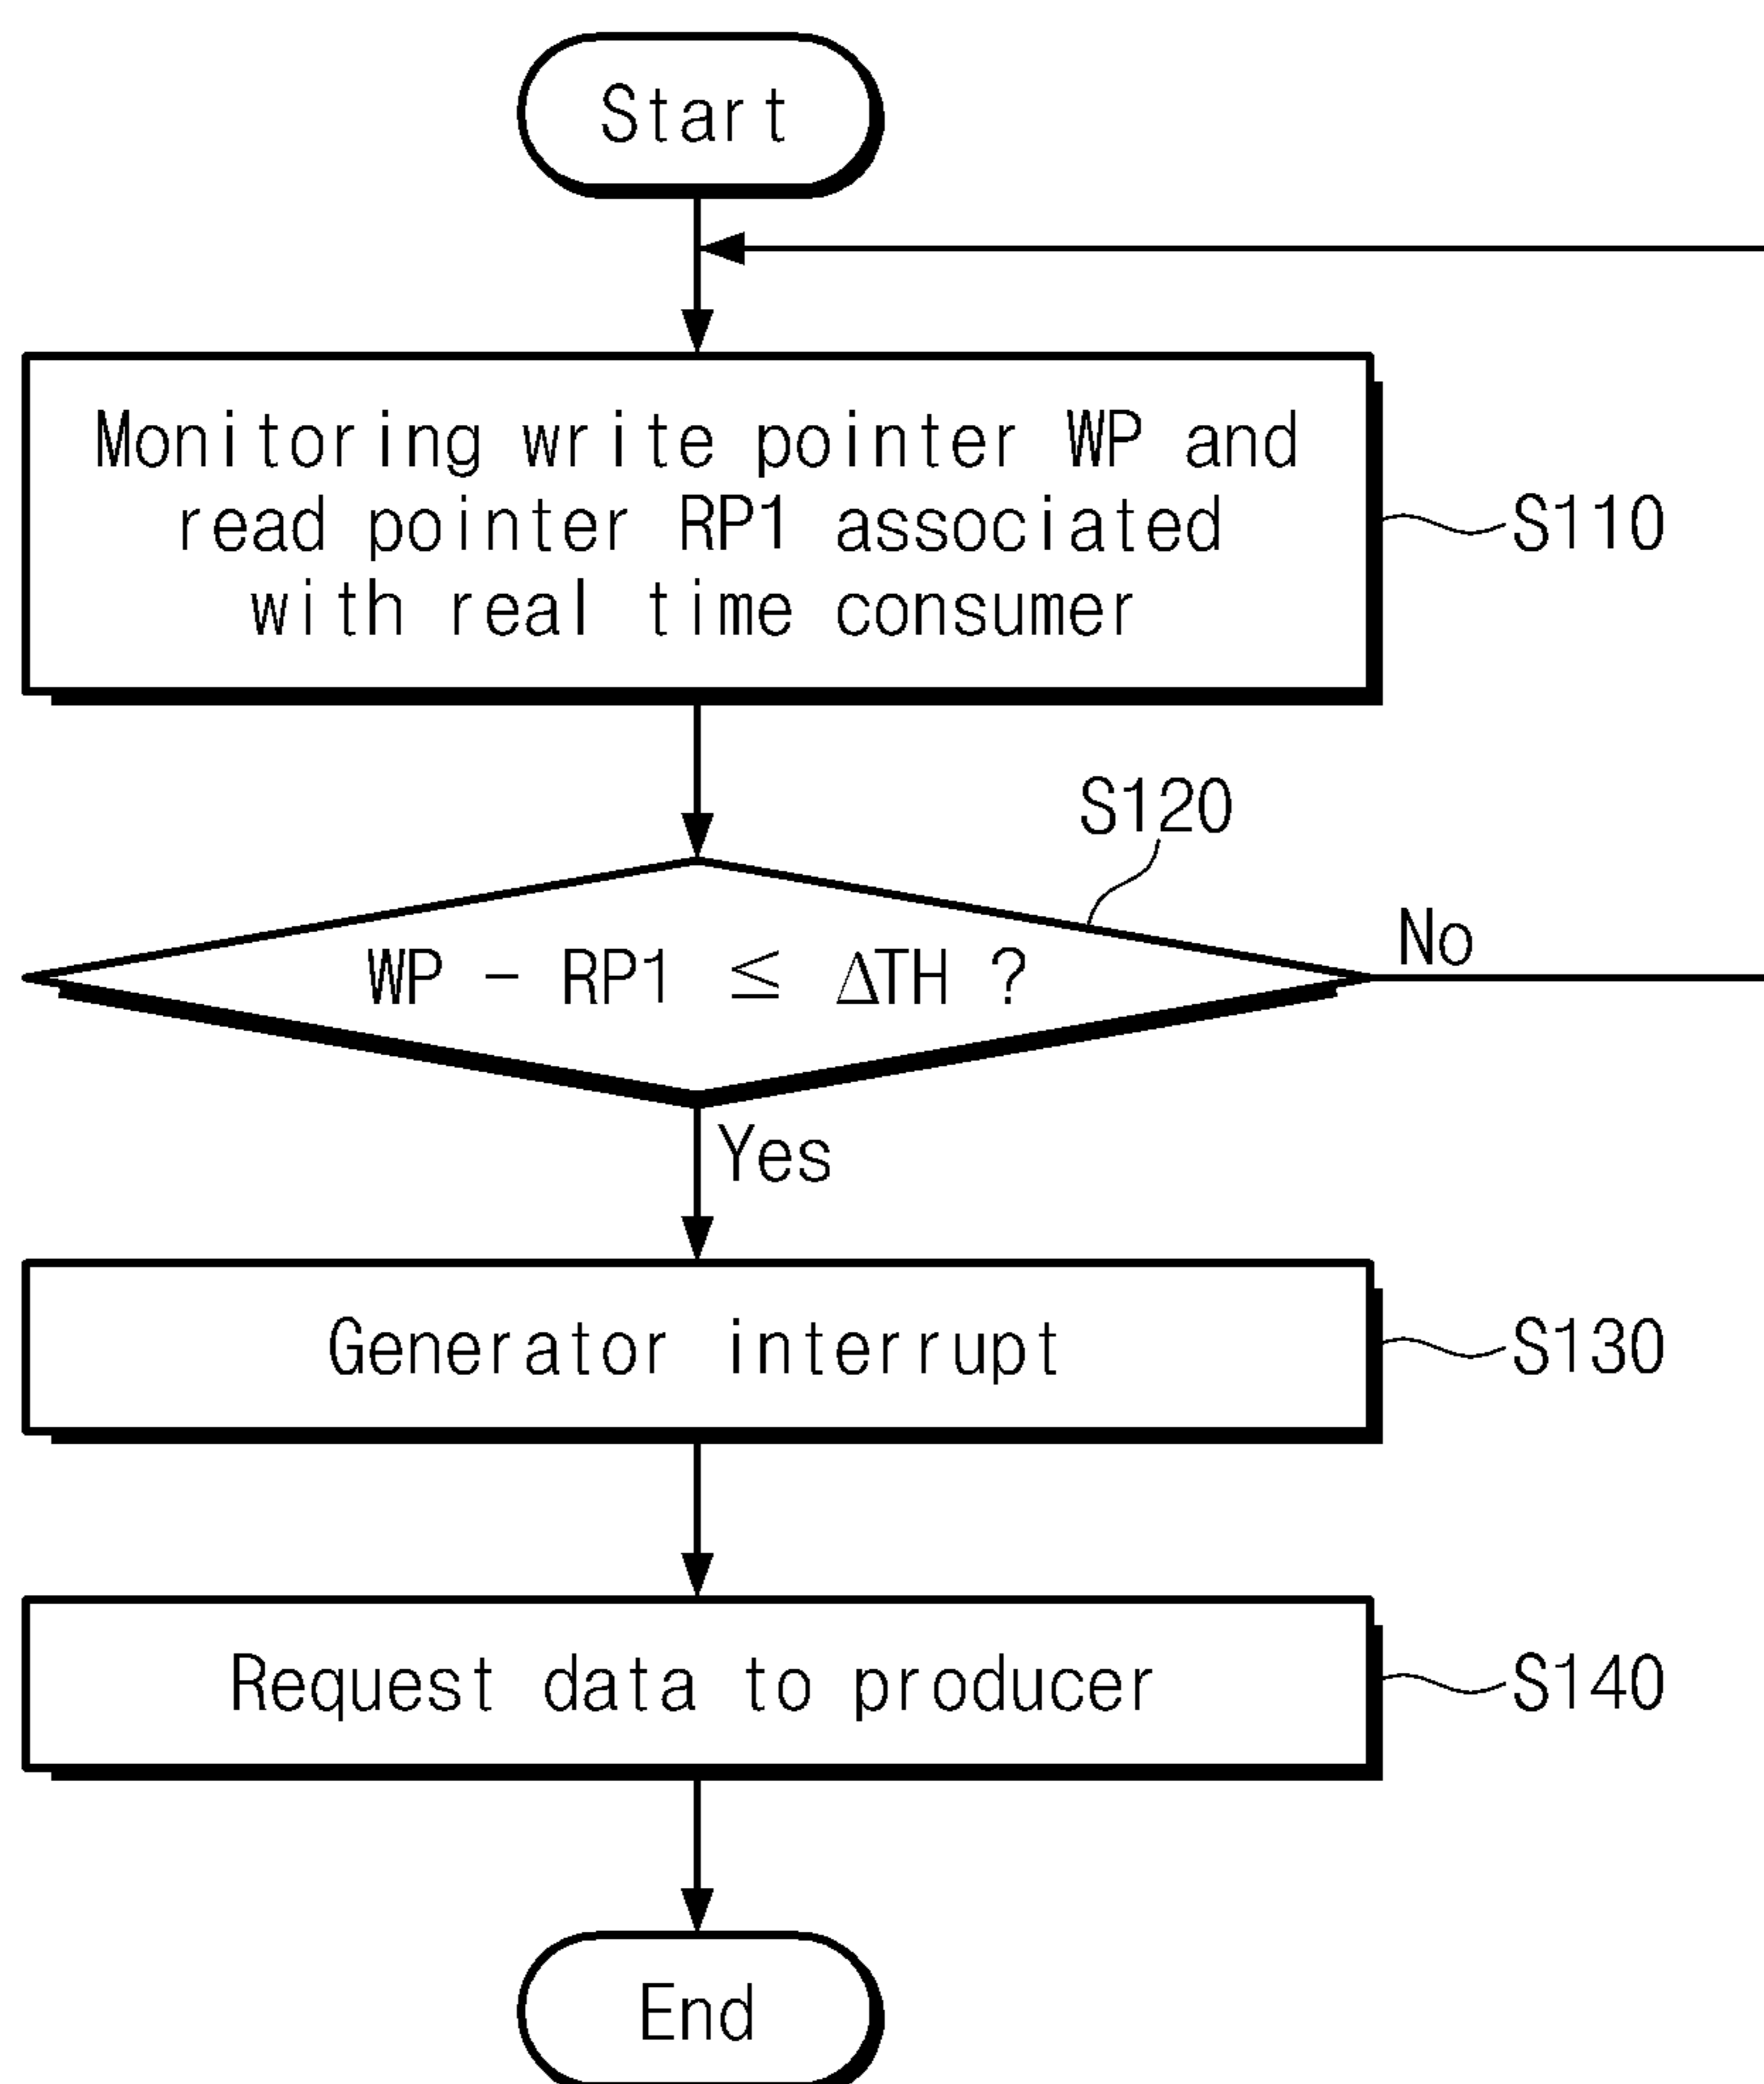 Start
Monitoring write pointer WP and
read pointer RP1 associated
with real time consumer
S110
S120
WP - RP1 ≤ ΔTH ?
No
Yes
Generator interrupt
S130
Request data to producer
S140
End